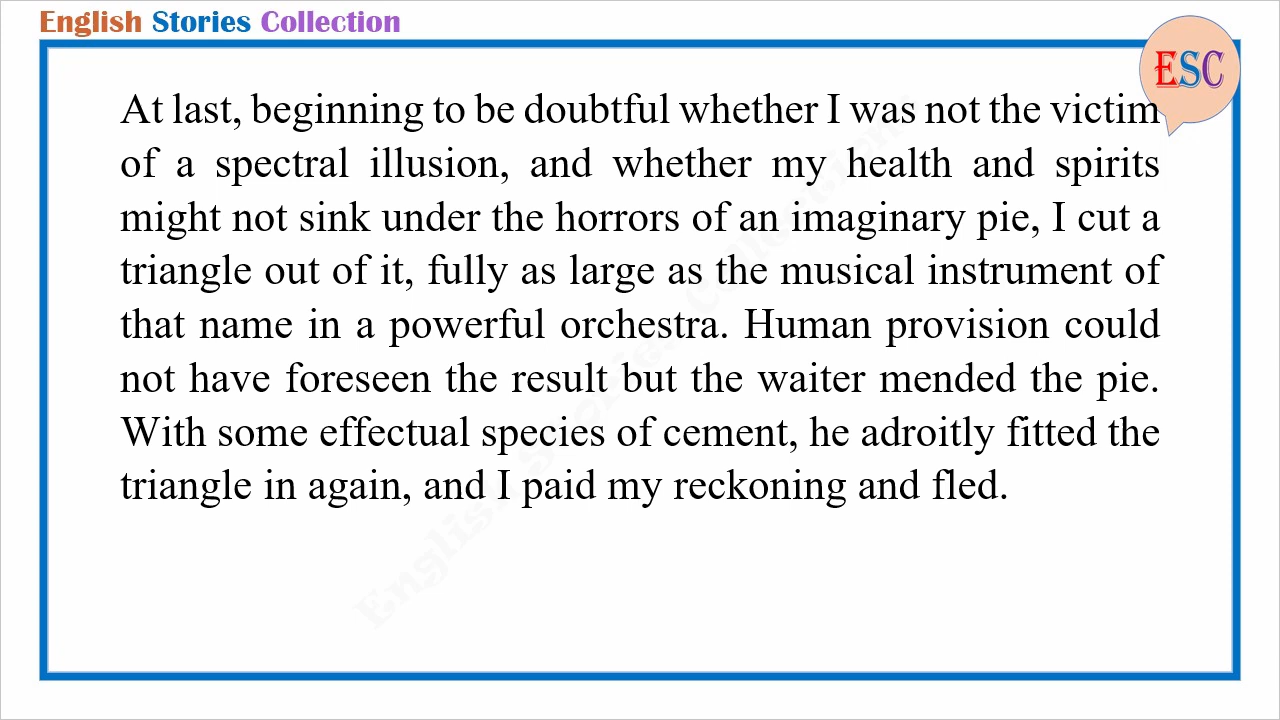 English Stories Collection
ESC
At last, beginning to be doubtful whether I was not the victim
of a spectral illusion, and whether my health and spirits
might not sink under the horrors of an imaginary pie, I cut a
triangle out of it, fully as large as the musical instrument of
that name in a powerful orchestra. Human provision could
not have foreseen the result but the waiter mended the pie.
With some effectual species of cement, he adroitly fitted the
triangle in again, and I paid my reckoning and fled.
English Stories Collection